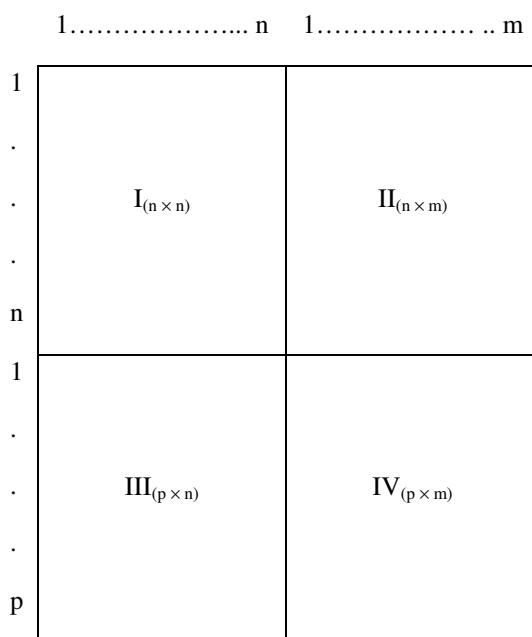 1………………... n 1……………… .. m
1
.
.
I(n × n) II(n × m)
.
n
1
.
.
III(p × n) IV(p × m)
.
p